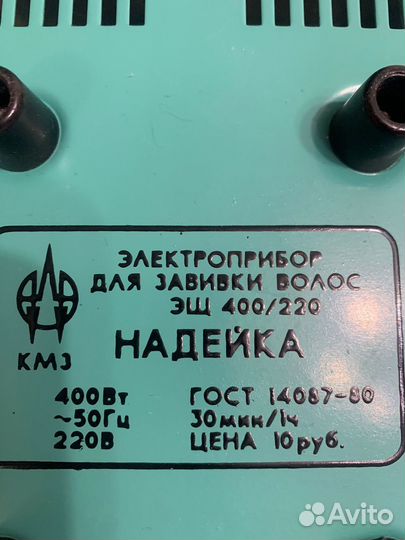 ЭЛЕКТРОПРИБОР
ДЛЯ ЗАВИВКИ ВОЛОС
ЭЩ 400/220
КМЗ
НАДЕЙКА
400Вт ГОСТ 14087-80
~50Гц 30мин/1ч
220В ЦЕНА 10руб.
Avito